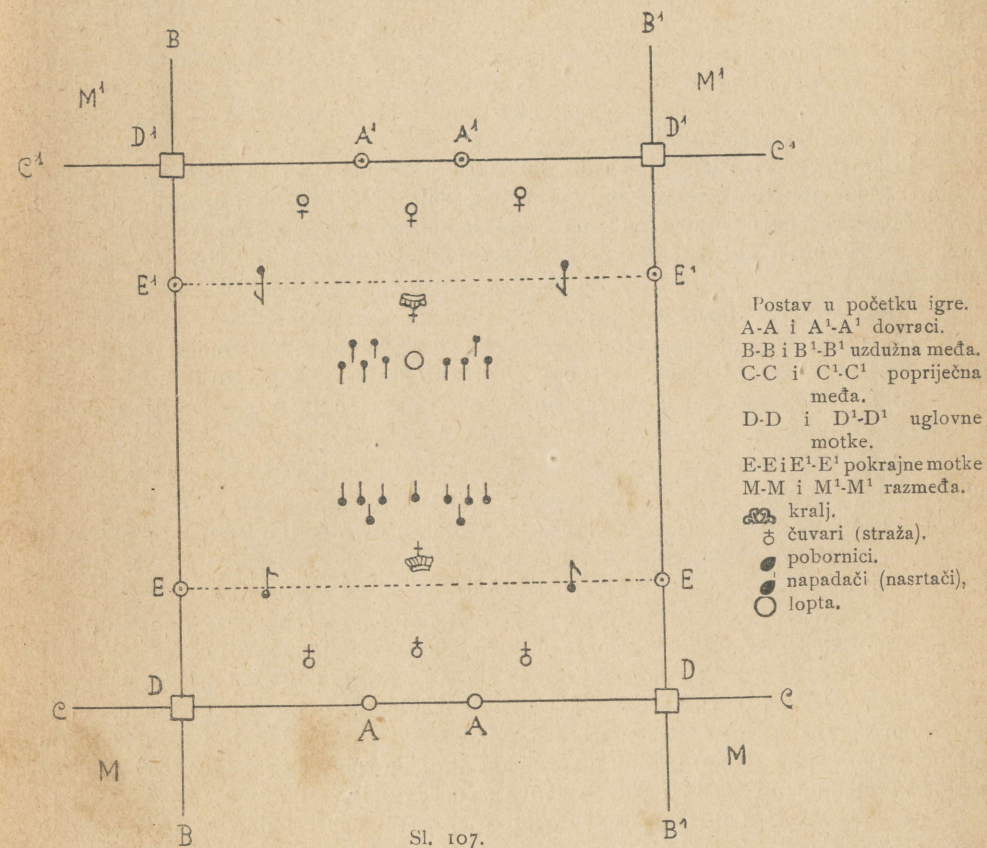 B B¹
M¹ M¹
D¹ A¹ A¹ D¹
C¹ C¹
E¹ E¹
Postav u početku igre.
A-A i A¹-A¹ dovraci.
B-B i B¹-B¹ uzdužna međa.
C-C i C¹-C¹ popriječna
međa.
D-D i D¹-D¹ uglovne
motke.
E-E i E¹-E¹ pokrajne motke
M-M i M¹-M¹ razmeđa.
kralj.
čuvari (straža).
pobornici.
napadači (nasrtači),
lopta.
E E
D D
C C
A A
M M
B B¹
Sl. 107.